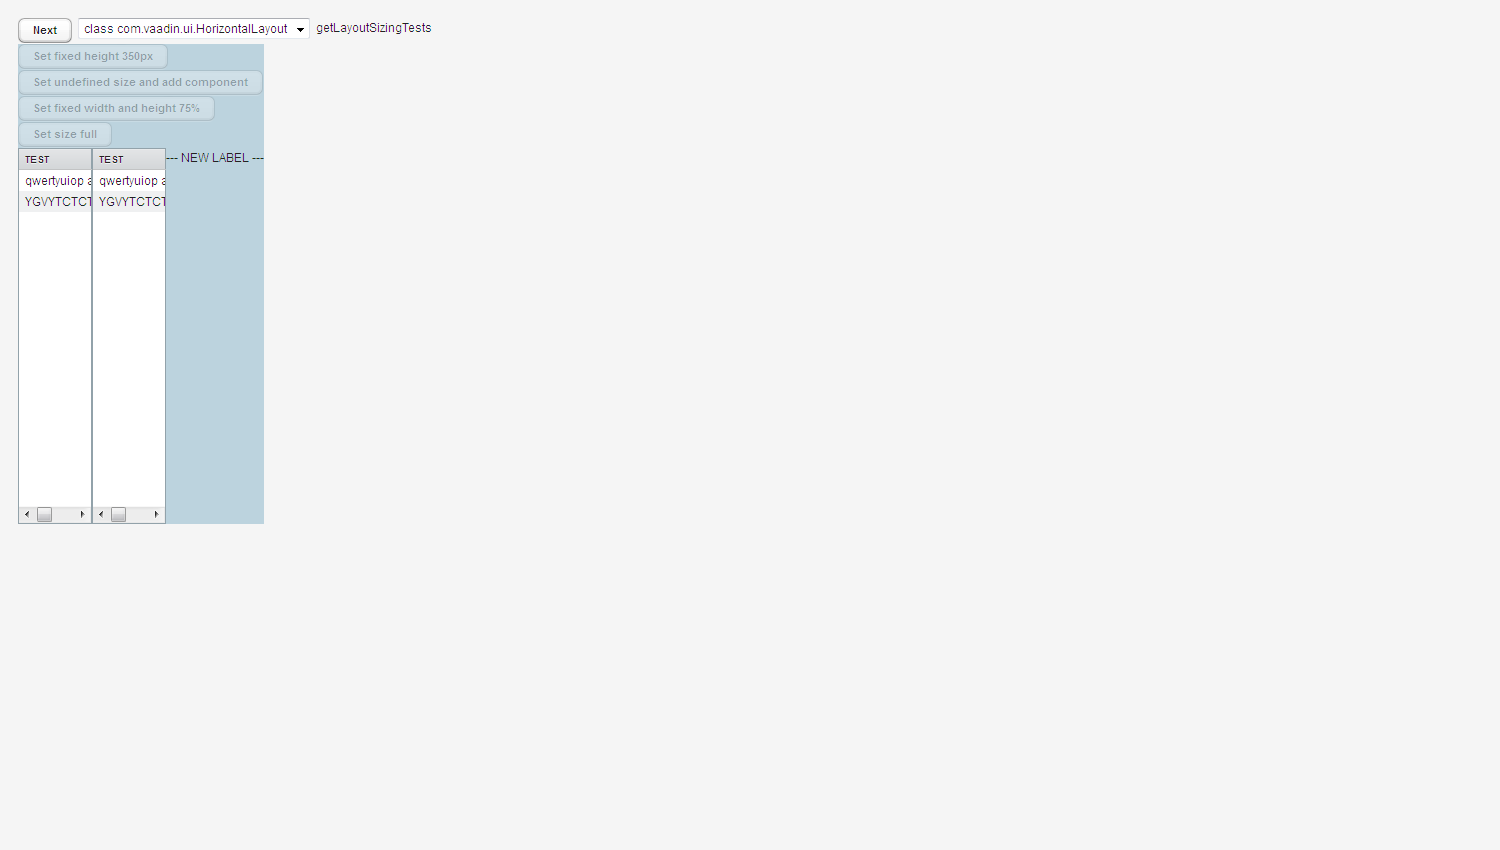 Next class com.vaadin.ui.HorizontalLayout getLayoutSizingTests
Set fixed height 350px
Set undefined size and add component
Set fixed width and height 75%
Set size full
TEST TEST --- NEW LABEL ---
qwertyuiop a qwertyuiop a
YGVYTCTCT YGVYTCTCT